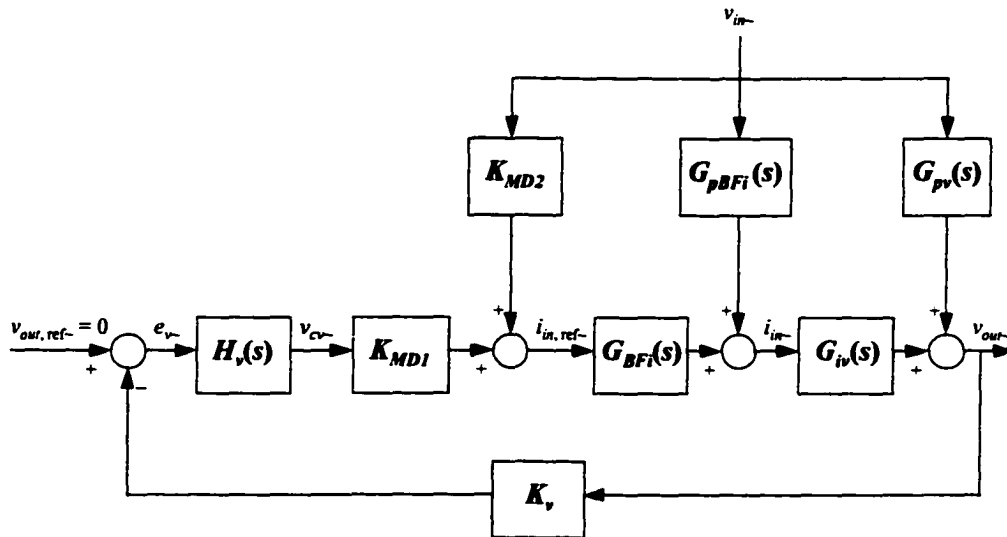 v_in~
K_MD2
G_pBFi(s)
G_pv(s)
+
+
+
v_out, ref~ = 0
e_v~
v_cv~
i_in, ref~
i_in~
v_out~
H_v(s)
K_MD1
G_BFi(s)
G_iv(s)
+
+
+
+
−
K_v